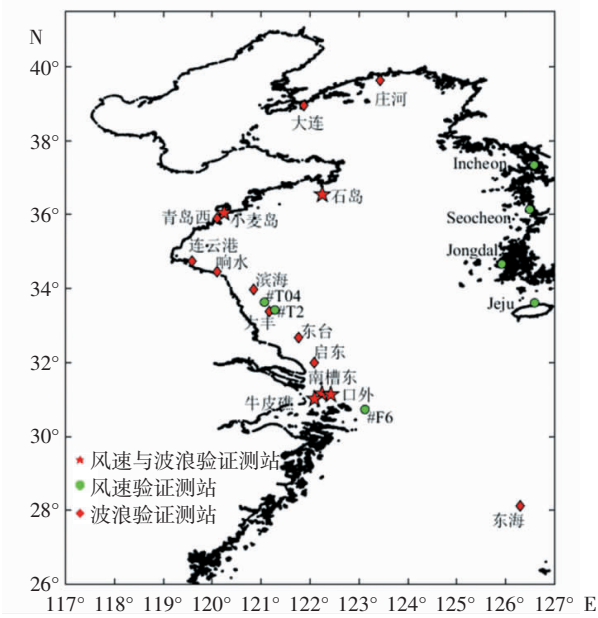 N
40°
庄河
大连
38°
Incheon
石岛
36°
青岛西
小麦岛
Seocheon
连云港
Jongdal
响水
34°
滨海
#T04
Jeju
#T2
大丰
东台
32°
启东
南槽东
牛皮礁
口外
#F6
30°
风速与波浪验证测站
风速验证测站
28°
波浪验证测站
东海
26°
117° 118° 119° 120° 121° 122° 123° 124° 125° 126° 127° E